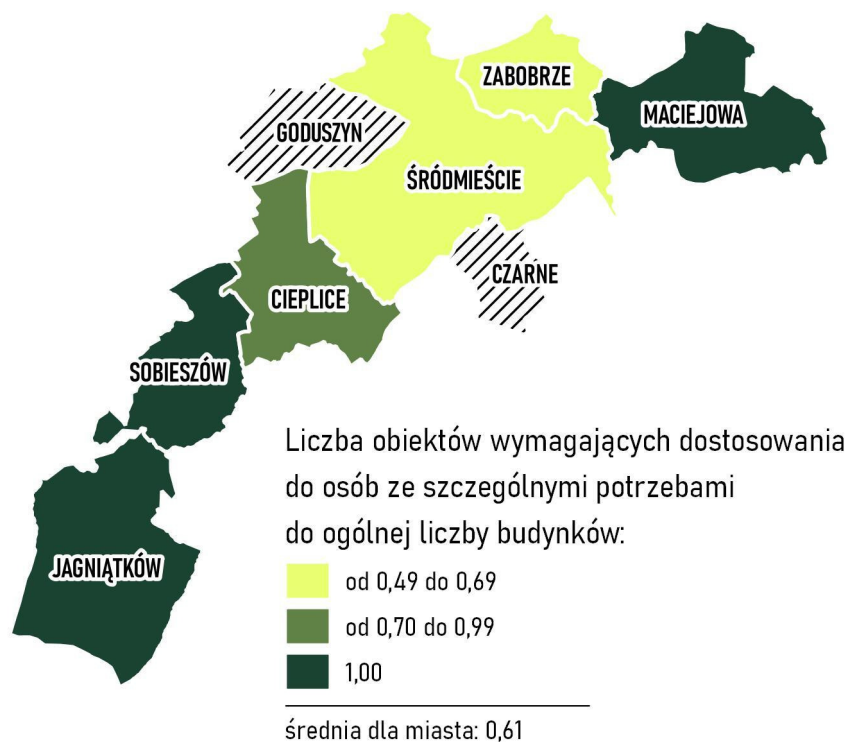 ZABOBRZE
MACIEJOWA
GODUSZYN
ŚRÓDMIEŚCIE
CZARNE
CIEPLICE
SOBIESZÓW
JAGNIĄTKÓW
Liczba obiektów wymagających dostosowania
do osób ze szczególnymi potrzebami
do ogólnej liczby budynków:
od 0,49 do 0,69
od 0,70 do 0,99
1,00
średnia dla miasta: 0,61